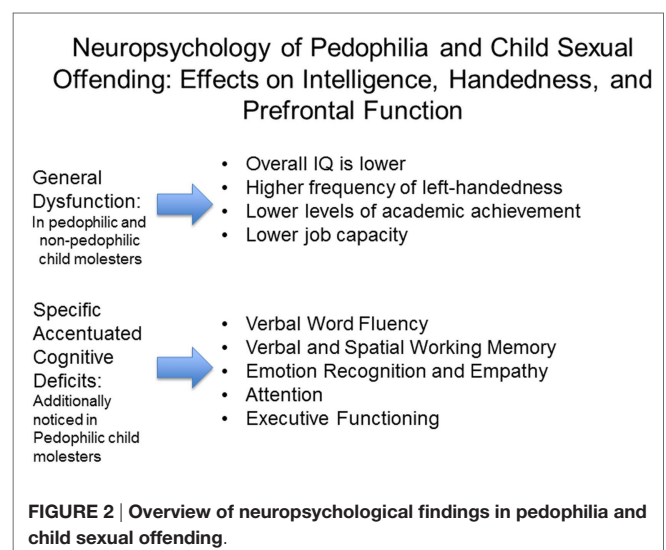 Neuropsychology of Pedophilia and Child Sexual
Offending: Effects on Intelligence, Handedness, and
Prefrontal Function
General
Dysfunction:
In pedophilic and
non-pedophilic
child molesters
• Overall IQ is lower
• Higher frequency of left-handedness
• Lower levels of academic achievement
• Lower job capacity
Specific
Accentuated
Cognitive
Deficits:
Additionally
noticed in
Pedophilic child
molesters
• Verbal Word Fluency
• Verbal and Spatial Working Memory
• Emotion Recognition and Empathy
• Attention
• Executive Functioning
FIGURE 2 | Overview of neuropsychological findings in pedophilia and
child sexual offending.